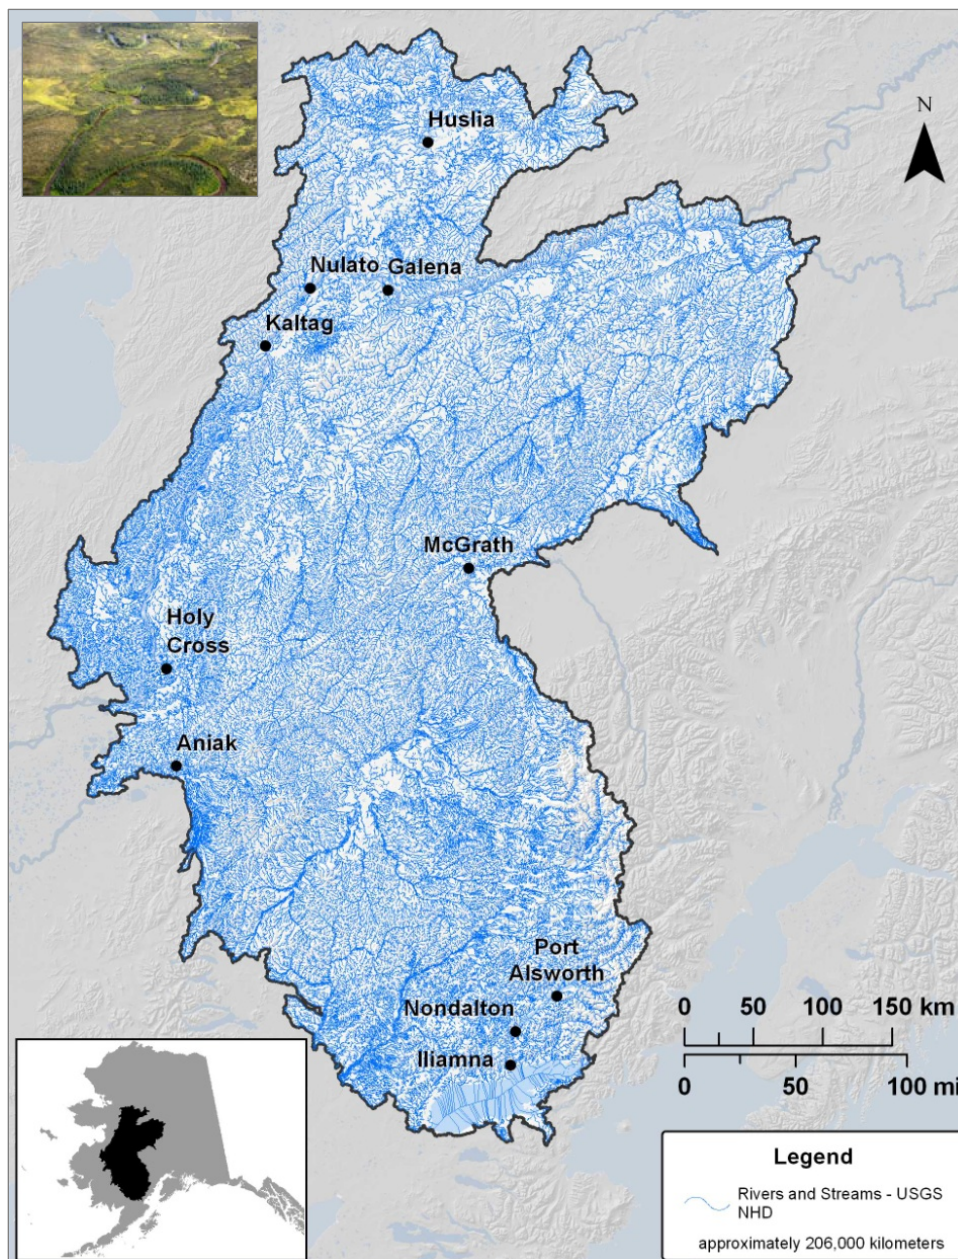 N
Huslia
Nulato
Galena
Kaltag
McGrath
Holy
Cross
Aniak
Port
Alsworth
Nondalton
Iliamna
0 50 100 150 km
0 50 100 mi
Legend
Rivers and Streams - USGS
NHD
approximately 206,000 kilometers